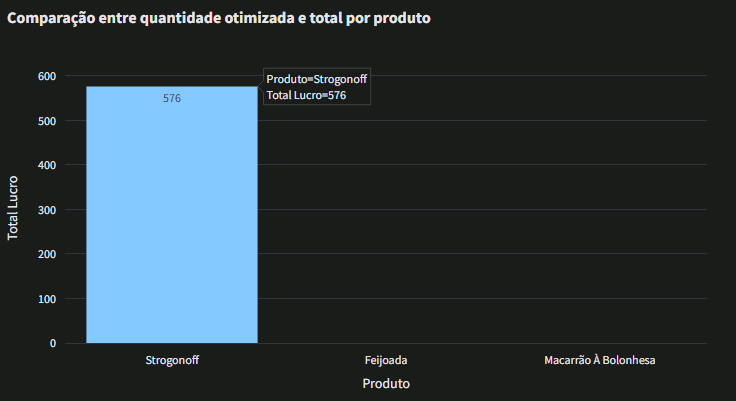 Comparação entre quantidade otimizada e total por produto
600
Produto=Strogonoff
Total Lucro=576
576
500
400
300
200
100
0
Total Lucro
Strogonoff
Feijoada
Macarrão À Bolonhesa
Produto